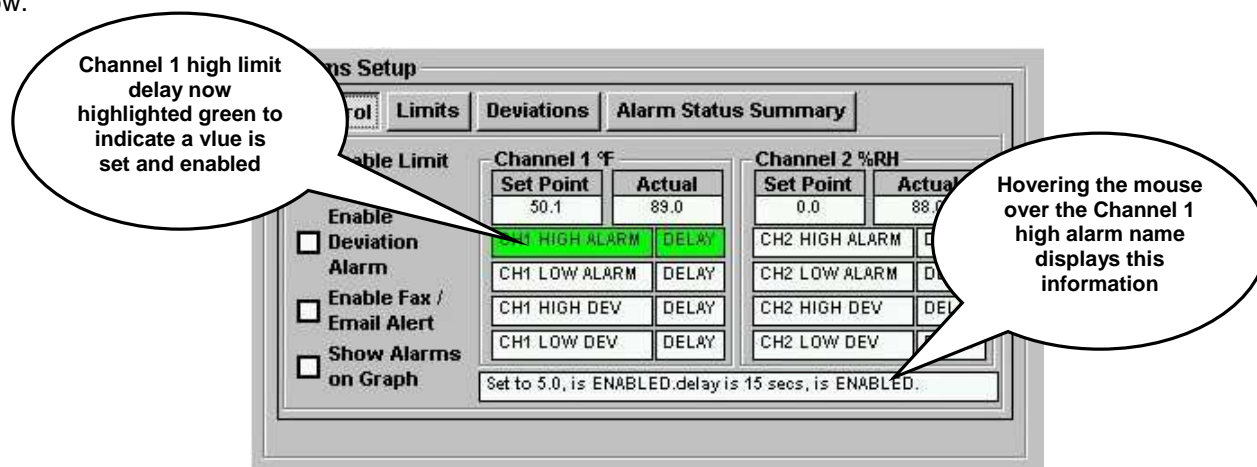 Channel 1 high limit
delay now
highlighted green to
indicate a vlue is
set and enabled
Setup
Limits
Deviations
Alarm Status Summary
Limit
Enable
Deviation
Alarm
Enable Fax /
Email Alert
Show Alarms
on Graph
Channel 1 °F
Set Point
Actual
50.1
89.0
CH1 HIGH ALARM
DELAY
CH1 LOW ALARM
DELAY
CH1 HIGH DEV
DELAY
CH1 LOW DEV
DELAY
Channel 2 %RH
Set Point
Actual
0.0
CH2 HIGH ALARM
CH2 LOW ALARM
CH2 HIGH DEV
CH2 LOW DEV
Set to 5.0, is ENABLED.delay is 15 secs, is ENABLED.
Hovering the mouse
over the Channel 1
high alarm name
displays this
information